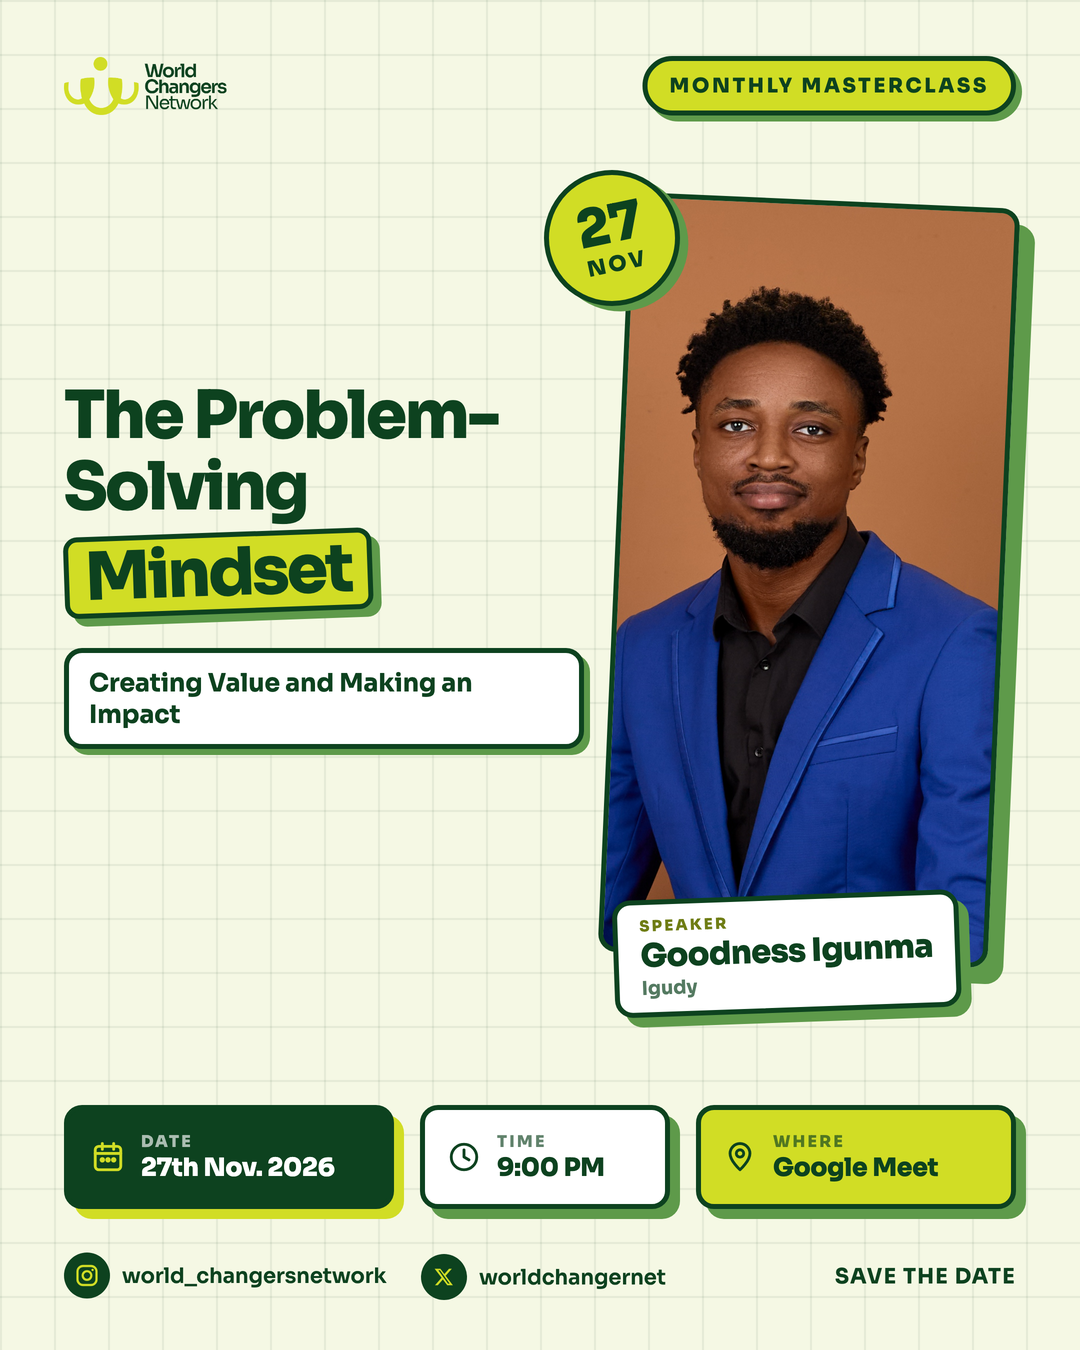 World
Changers
Network
MONTHLY MASTERCLASS
27
NOV
The Problem-
Solving
Mindset
Creating Value and Making an
Impact
SPEAKER
Goodness Igunma
Igudy
DATE
27th Nov. 2026
TIME
9:00 PM
WHERE
Google Meet
world_changersnetwork
worldchangernet
SAVE THE DATE